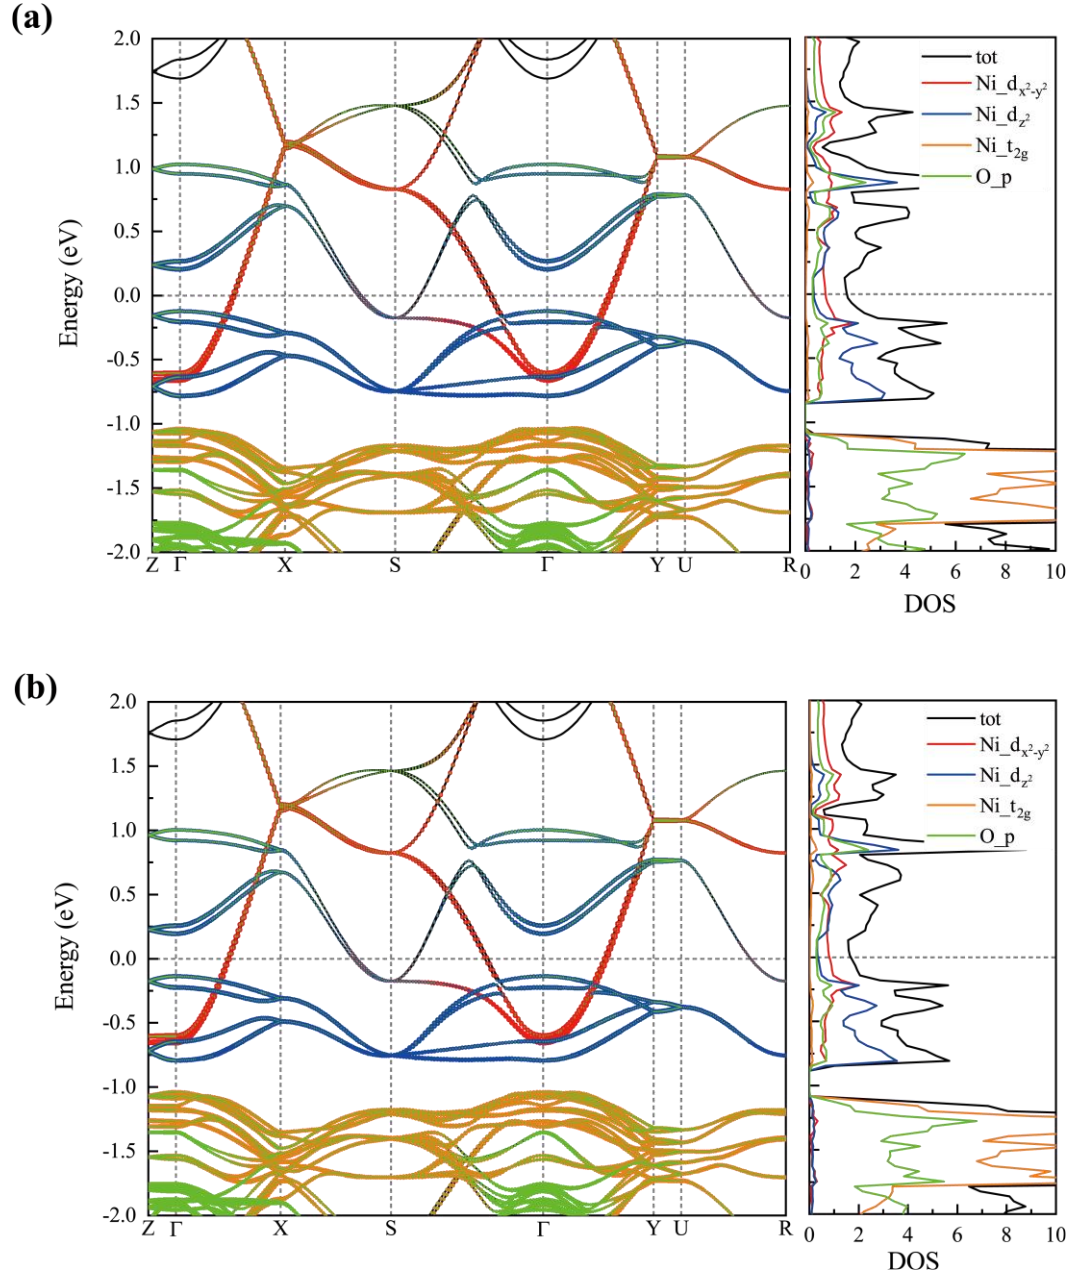 (a)
2.0
1.5
1.0
0.5
0.0
-0.5
-1.0
-1.5
-2.0
Energy (eV)
Z Γ X S Γ Y U R
tot
Ni_dx²-y²
Ni_dz²
Ni_t2g
O_p
0 2 4 6 8 10
DOS
(b)
2.0
1.5
1.0
0.5
0.0
-0.5
-1.0
-1.5
-2.0
Energy (eV)
Z Γ X S Γ Y U R
tot
Ni_dx²-y²
Ni_dz²
Ni_t2g
O_p
0 2 4 6 8 10
DOS